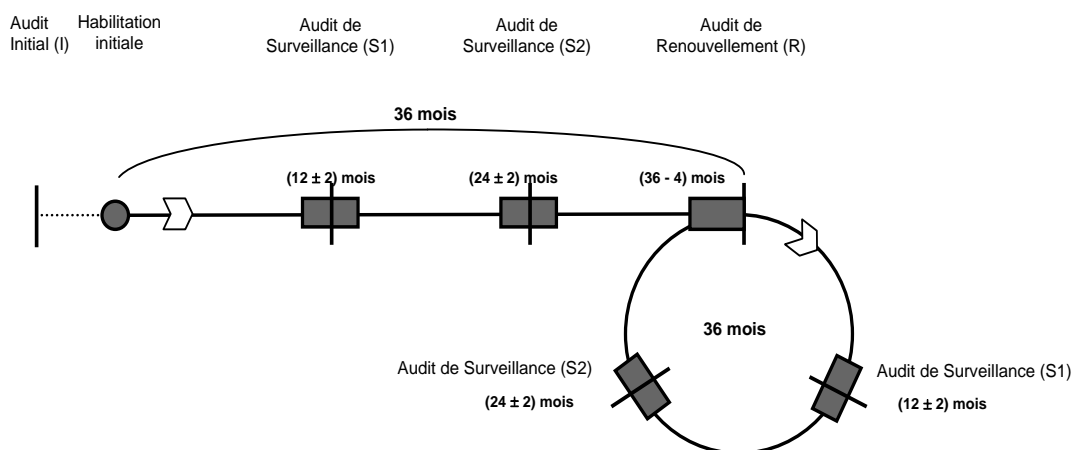 Audit
Initial (I)
Habilitation
initiale
Audit de
Surveillance (S1)
Audit de
Surveillance (S2)
Audit de
Renouvellement (R)
36 mois
(12 ± 2) mois
(24 ± 2) mois
(36 - 4) mois
36 mois
Audit de Surveillance (S2)
(24 ± 2) mois
Audit de Surveillance (S1)
(12 ± 2) mois